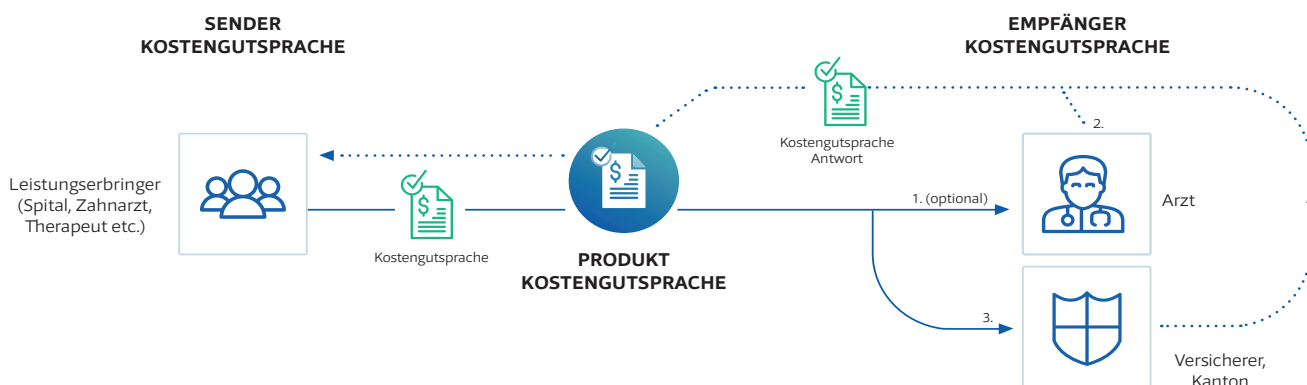 SENDER
KOSTENGUTSPRACHE
EMPFÄNGER
KOSTENGUTSPRACHE
Kostengutsprache
Antwort
2.
Leistungserbringer
(Spital, Zahnarzt,
Therapeut etc.)
1. (optional)
Arzt
Kostengutsprache
PRODUKT
KOSTENGUTSPRACHE
3.
Versicherer,
Kanton